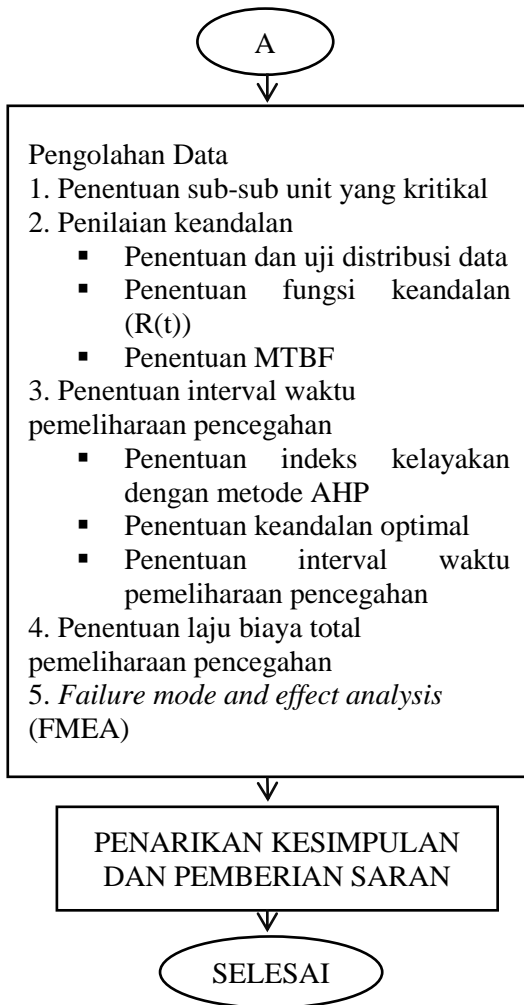 A
Pengolahan Data
1. Penentuan sub-sub unit yang kritikal
2. Penilaian keandalan
▪ Penentuan dan uji distribusi data
▪ Penentuan fungsi keandalan
(R(t))
▪ Penentuan MTBF
3. Penentuan interval waktu
pemeliharaan pencegahan
▪ Penentuan indeks kelayakan
dengan metode AHP
▪ Penentuan keandalan optimal
▪ Penentuan interval waktu
pemeliharaan pencegahan
4. Penentuan laju biaya total
pemeliharaan pencegahan
5. Failure mode and effect analysis
(FMEA)
PENARIKAN KESIMPULAN
DAN PEMBERIAN SARAN
SELESAI